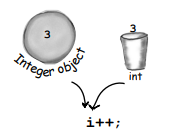 3
3
Integer object
int
i++;